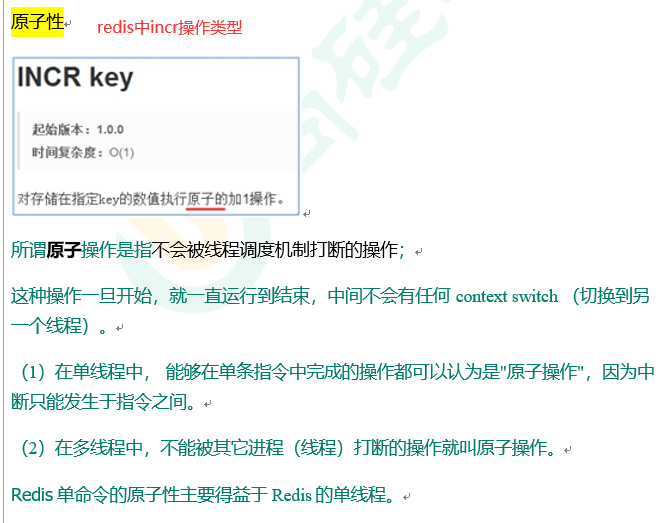 原子性
redis中incr操作类型
INCR key
起始版本：1.0.0
时间复杂度：O(1)
对存储在指定key的数值执行原子的加1操作。
所谓原子操作是指不会被线程调度机制打断的操作；
这种操作一旦开始，就一直运行到结束，中间不会有任何 context switch （切换到另
一个线程）。
（1）在单线程中， 能够在单条指令中完成的操作都可以认为是"原子操作"，因为中
断只能发生于指令之间。
（2）在多线程中，不能被其它进程（线程）打断的操作就叫原子操作。
Redis 单命令的原子性主要得益于 Redis 的单线程。